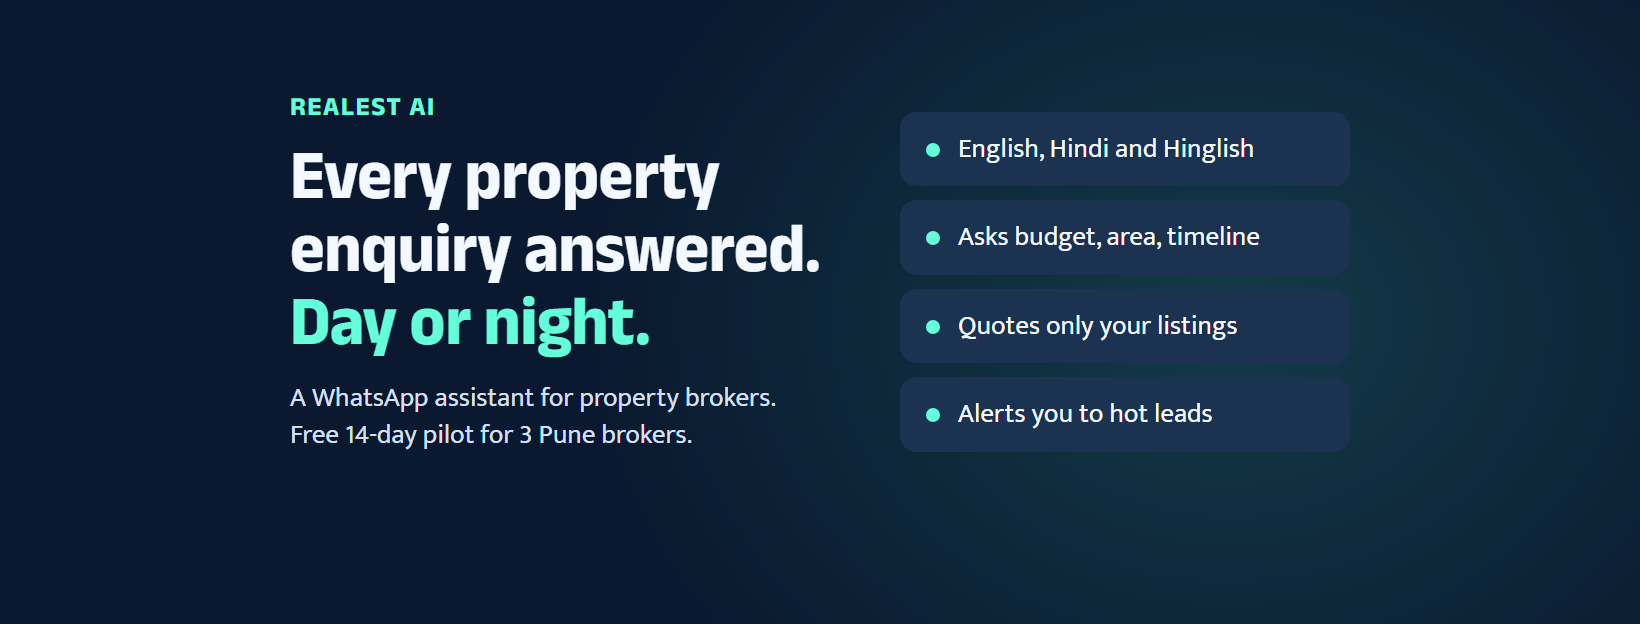 REALEST AI
Every property
enquiry answered.
Day or night.
A WhatsApp assistant for property brokers.
Free 14-day pilot for 3 Pune brokers.
English, Hindi and Hinglish
Asks budget, area, timeline
Quotes only your listings
Alerts you to hot leads